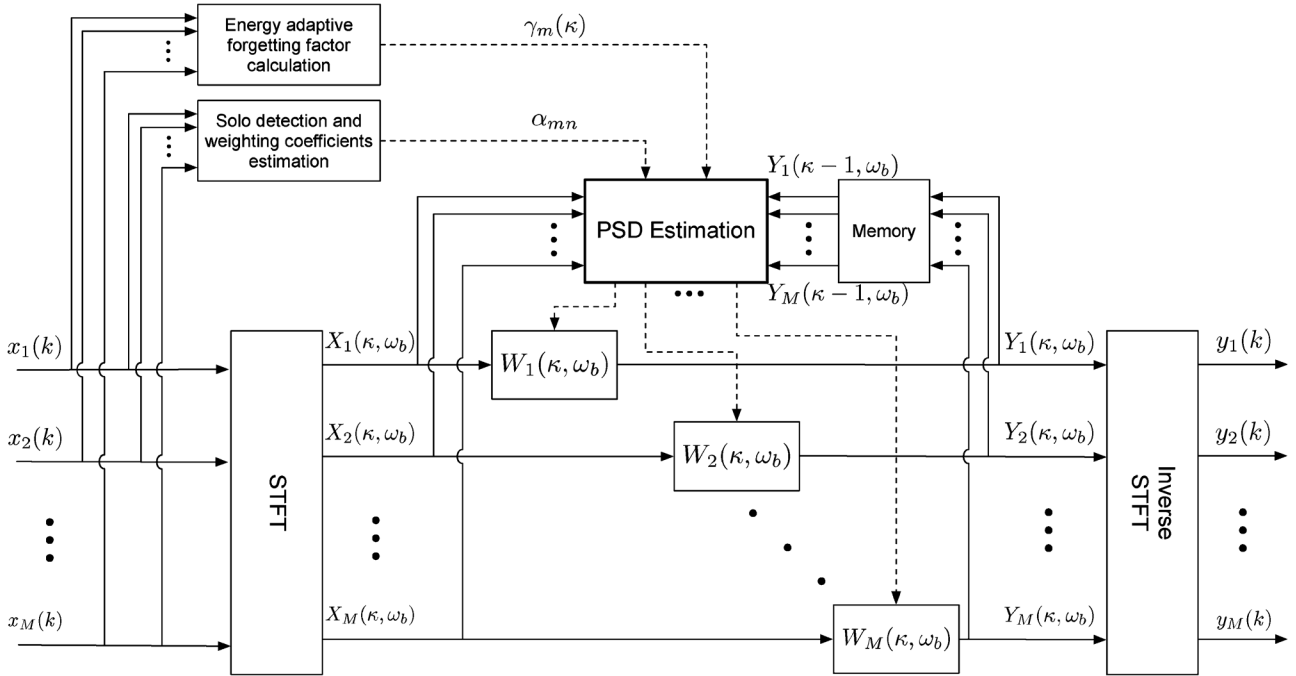 Energy adaptive
forgetting factor
calculation
γ_m(κ)
Solo detection and
weighting coefficients
estimation
α_{mn}
Y_1(κ − 1, ω_b)
PSD Estimation
Memory
Y_M(κ − 1, ω_b)
x_1(k)
X_1(κ, ω_b)
W_1(κ, ω_b)
Y_1(κ, ω_b)
y_1(k)
x_2(k)
X_2(κ, ω_b)
W_2(κ, ω_b)
Y_2(κ, ω_b)
y_2(k)
STFT
Inverse
STFT
x_M(k)
X_M(κ, ω_b)
W_M(κ, ω_b)
Y_M(κ, ω_b)
y_M(k)